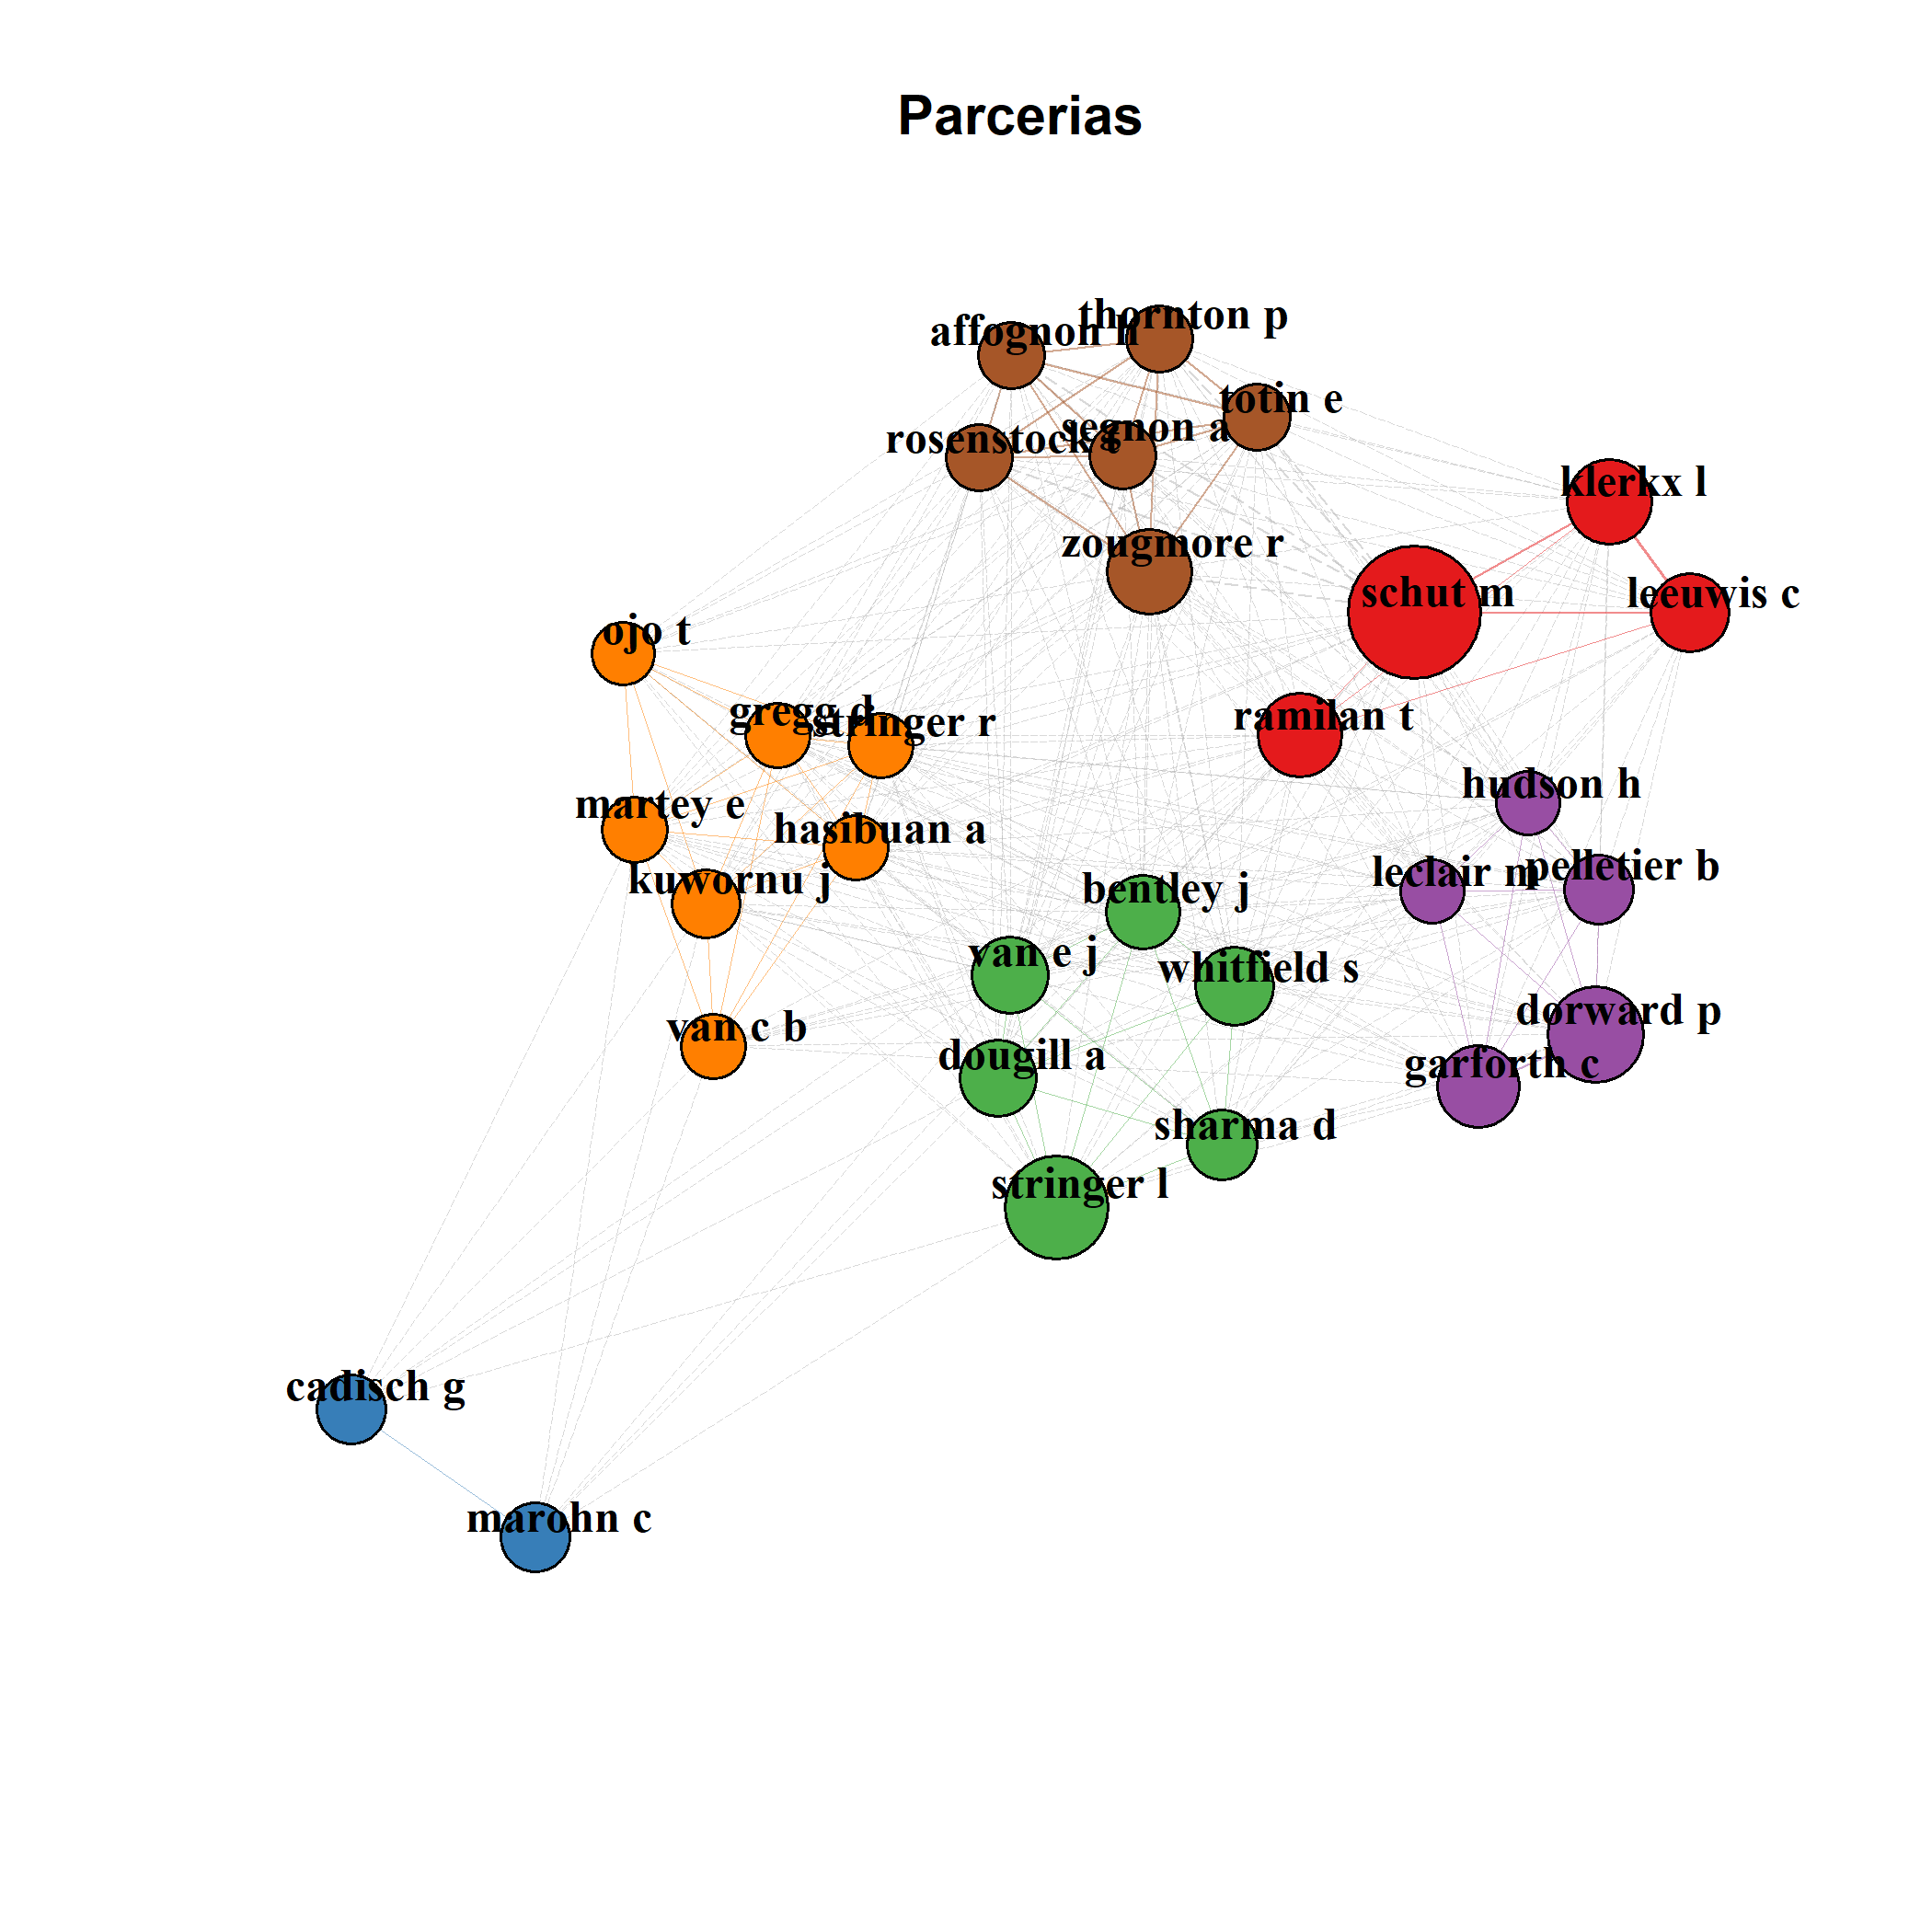 Parcerias
thornton p
affognon h
totin e
segnon a
rosenstock t
klerkx l
zougmore r
schut m
leeuwis c
ojo t
gregg d
stringer r
ramilan t
hudson h
martey e
hasibuan a
leclair m
pelletier b
kuwornu j
bentley j
van e j
whitfield s
dorward p
van c b
dougill a
garforth c
sharma d
stringer l
cadisch g
marohn c